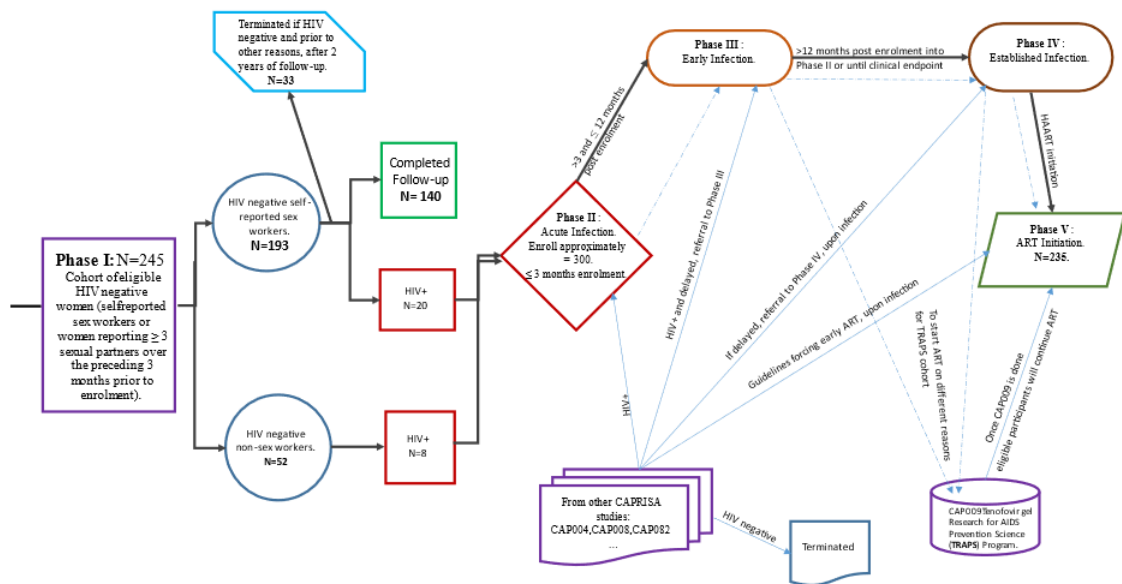 Terminated if HIV
negative and prior to
other reasons, after 2
years of follow-up.
N=33
Phase I: N=245
Cohort of eligible
HIV negative
women (selfreported
sex workers or
women reporting ≥ 3
sexual partners over
the preceding 3
months prior to
enrolment).
HIV negative self-
reported sex
workers.
N=193
HIV negative
non-sex workers.
N=52
Completed
Follow-up
N= 140
HIV+
N=20
HIV+
N=8
Phase II :
Acute Infection.
Enroll approximately
= 300.
≤ 3 months enrolment.
>3 and ≤ 12 months
post enrolment
Phase III :
Early Infection.
>12 months post enrolment into
Phase II or until clinical endpoint
Phase IV :
Established Infection.
HAART initiation
Phase V :
ART Initiation.
N=236.
HIV+
HIV+ and delayed, referral to Phase III
If delayed, referral to Phase IV, upon infection
Guidelines forcing early ART, upon infection
To start ART on different reasons
for TRAPS cohort
Once CAP009 is done
eligible participants will continue ART
From other CAPRISA
studies:
CAP004,CAP008,CAP082
...
HIV negative
Terminated
CAP009Tenofovir gel
Research for AIDS
Prevention Science
(TRAPS) Program.